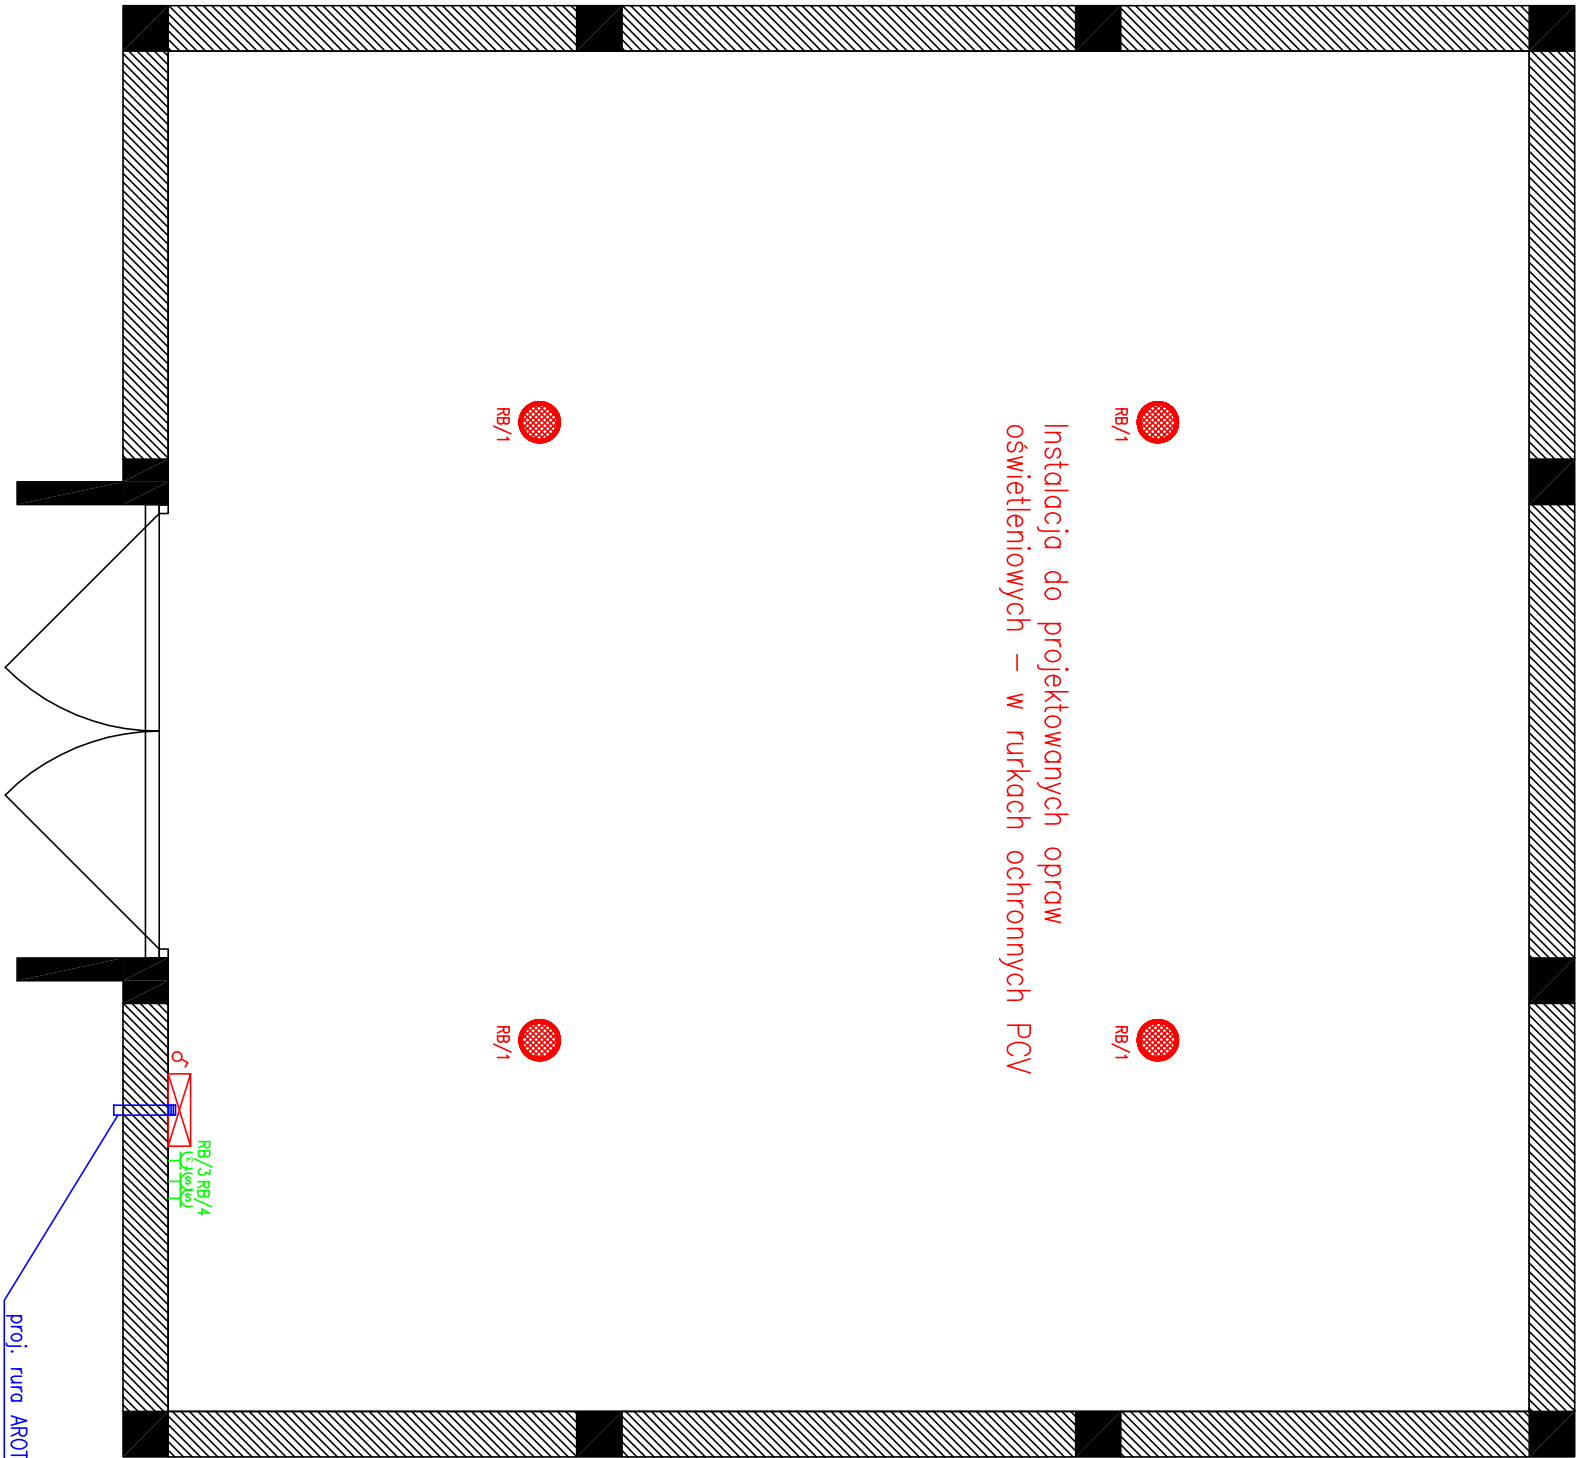 Instalacja do projektowanych opraw
oświetleniowych – w rurkach ochronnych PCV
RB/1
RB/1
RB/1
RB/1
RB/3 RB/4
proj. rura AROT